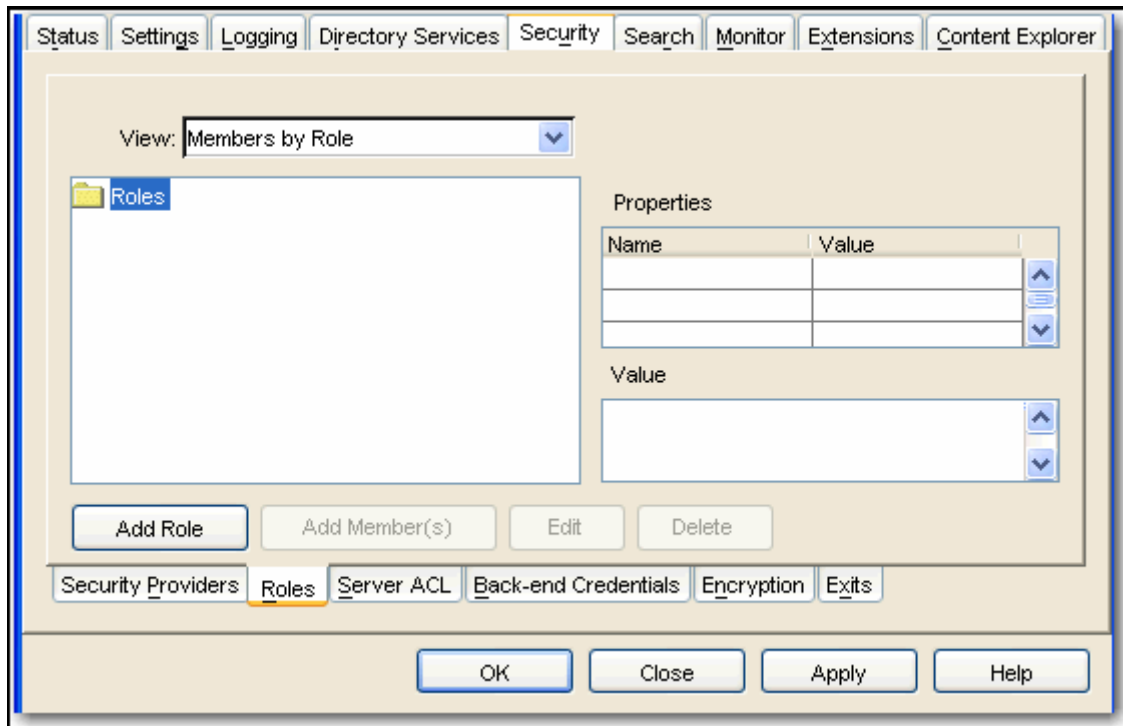 Status Settings Logging Directory Services Security Search Monitor Extensions Content Explorer
View: Members by Role
Roles
Properties
Name Value
Value
Add Role Add Member(s) Edit Delete
Security Providers Roles Server ACL Back-end Credentials Encryption Exits
OK Close Apply Help